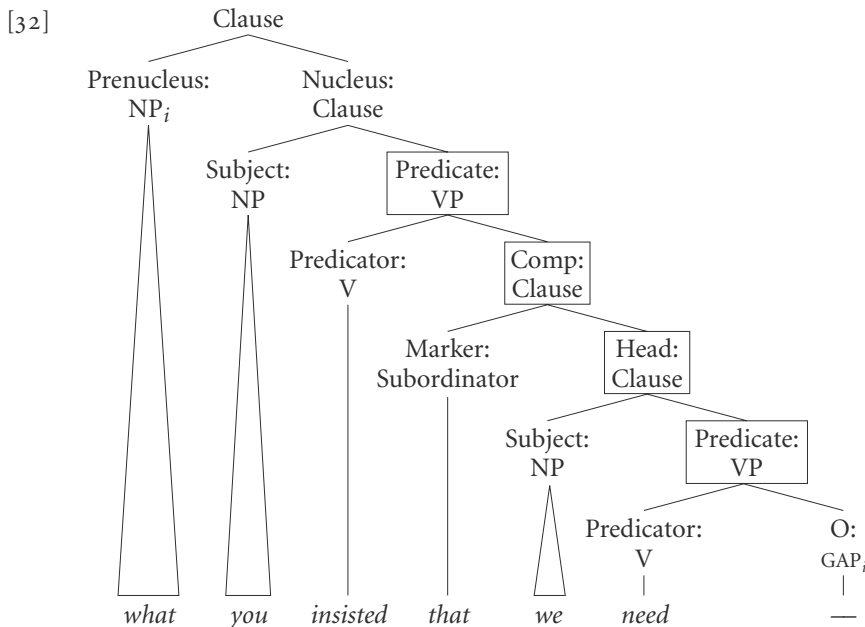 [32]
Clause
Prenucleus: Nucleus:
NPi Clause
Subject: Predicate:
NP VP
Predicator: Comp:
V Clause
Marker: Head:
Subordinator Clause
Subject: Predicate:
NP VP
Predicator: O:
V GAPi
what you insisted that we need —